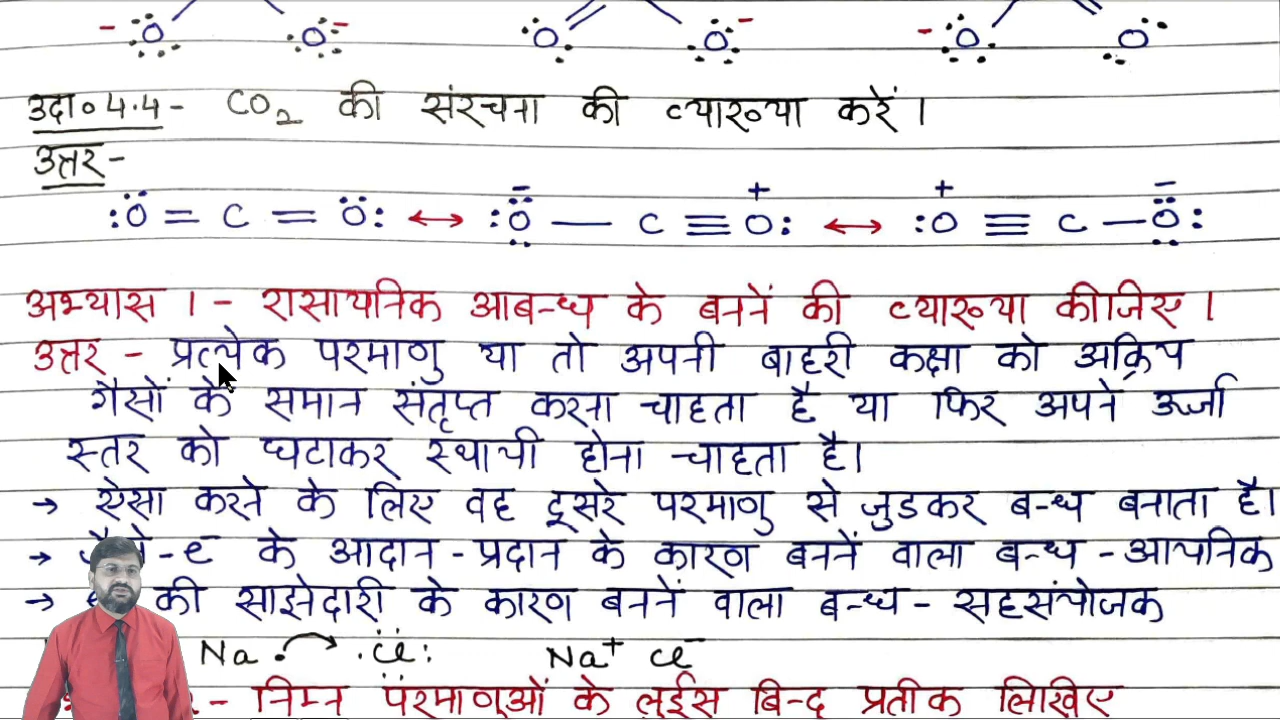 - :Ö: :Ö: - :Ö :Ö: - - :Ö: Ö:
उदा॰ 4.4 - CO₂ की संरचना की व्याख्या करें।
उत्तर -
:Ö = C = Ö: ↔ :Ȫ — C ≡ O⁺: ↔ :O⁺ ≡ C — Ȫ:
अभ्यास 1 - रासायनिक आबन्ध के बननें की व्याख्या कीजिए।
उत्तर - प्रत्येक परमाणु या तो अपनी बाहरी कक्षा को अक्रिय
गैसों के समान संतृप्त करना चाहता है या फिर अपने ऊर्जा
स्तर को घटाकर स्थायी होना चाहता है।
→ ऐसा करने के लिए वह दूसरे परमाणु से जुडकर बन्ध बनाता है।
→ - e⁻ के आदान - प्रदान के कारण बननें वाला बन्ध - आयनिक
→ की साझेदारी के कारण बननें वाला बन्ध - सहसंयोजक
Na. .Cl: Na⁺ Cl⁻
- निम्न परमाणुओं के लुईस बिन्दु प्रतीक लिखिए